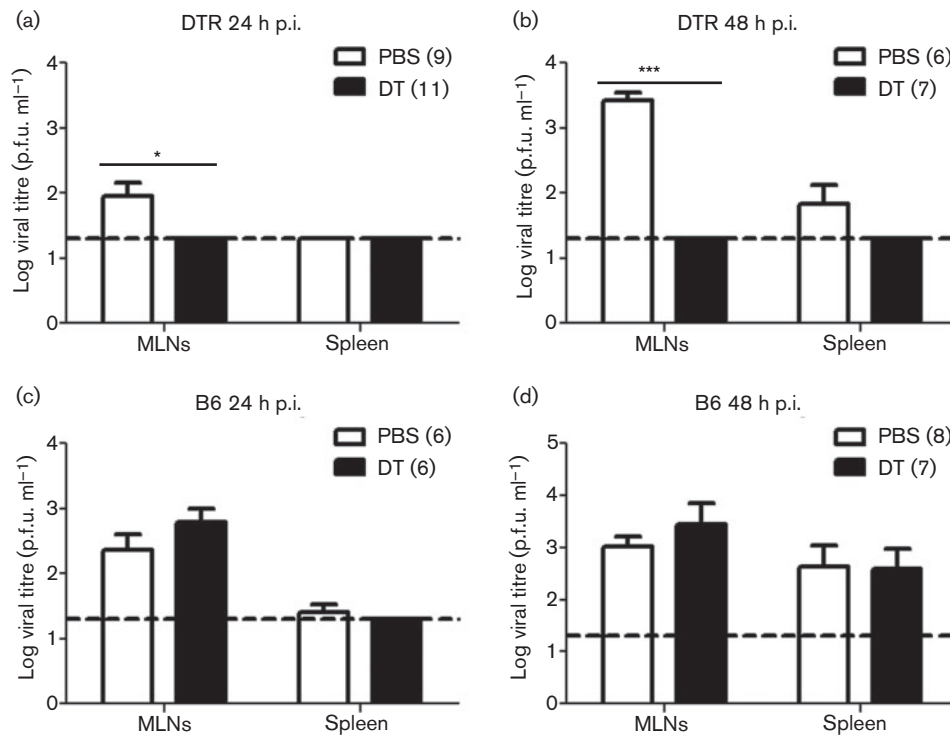 (a)
DTR 24 h p.i.
PBS (9)
DT (11)
Log viral titre (p.f.u. ml⁻¹)
4
3
2
1
0
*
MLNs
Spleen
(b)
DTR 48 h p.i.
PBS (6)
DT (7)
Log viral titre (p.f.u. ml⁻¹)
4
3
2
1
0
***
MLNs
Spleen
(c)
B6 24 h p.i.
PBS (6)
DT (6)
Log viral titre (p.f.u. ml⁻¹)
4
3
2
1
0
MLNs
Spleen
(d)
B6 48 h p.i.
PBS (8)
DT (7)
Log viral titre (p.f.u. ml⁻¹)
5
4
3
2
1
0
MLNs
Spleen